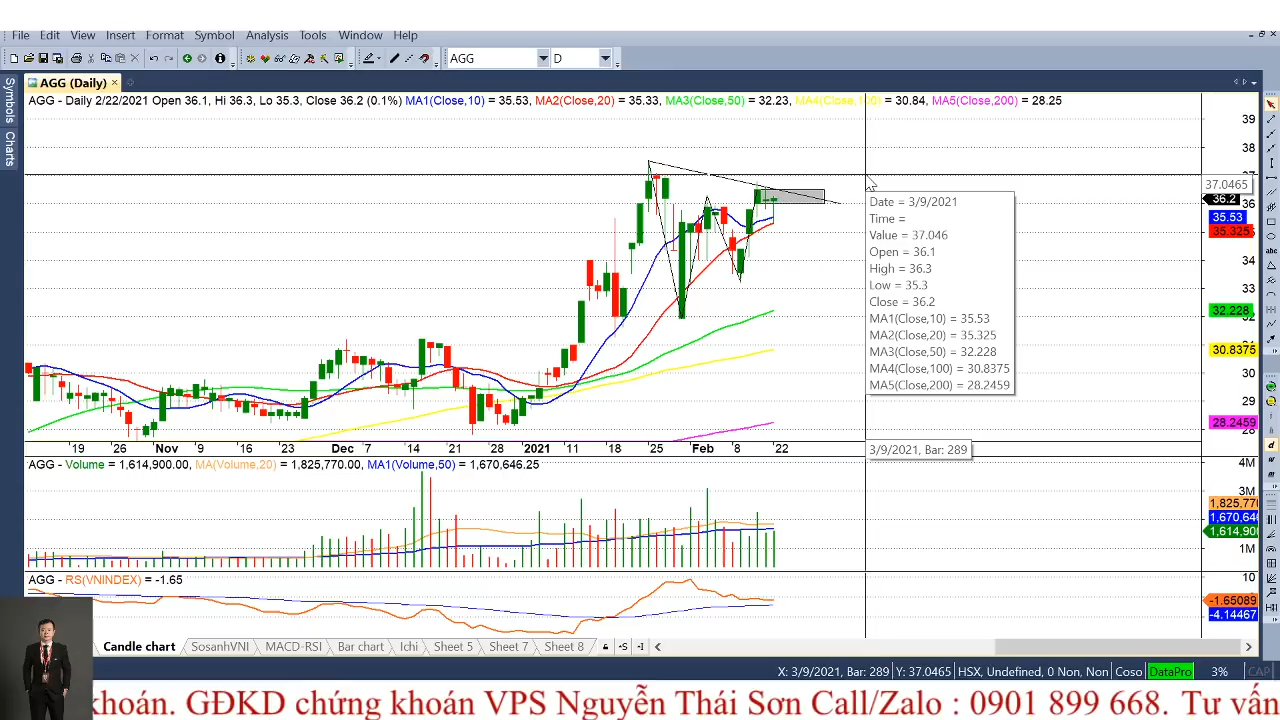 File Edit View Insert Format Symbol Analysis Tools Window Help
AGG D
Symbols
Charts
AGG (Daily)
AGG - Daily 2/22/2021 Open 36.1, Hi 36.3, Lo 35.3, Close 36.2 (0.1%) MA1(Close,10) = 35.53, MA2(Close,20) = 35.33, MA3(Close,50) = 32.23, MA4(Close,100) = 30.84, MA5(Close,200) = 28.25
39
38
37.0465
36.2
36
35.53
35.325
34
33
32.228
30.8375
30
29
28.2459
28
Date = 3/9/2021
Time =
Value = 37.046
Open = 36.1
High = 36.3
Low = 35.3
Close = 36.2
MA1(Close,10) = 35.53
MA2(Close,20) = 35.325
MA3(Close,50) = 32.228
MA4(Close,100) = 30.8375
MA5(Close,200) = 28.2459
19 26 Nov 9 16 23 Dec 7 14 21 28 2021 11 18 25 Feb 8 22
3/9/2021, Bar: 289
AGG - Volume = 1,614,900.00, MA(Volume,20) = 1,825,770.00, MA1(Volume,50) = 1,670,646.25
4M
3M
1,825,770
1,670,646
1,614,900
1M
AGG - RS(VNINDEX) = -1.65
10
-1.65089
-4.14467
Candle chart SosanhVNI MACD-RSI Bar chart Ichi Sheet 5 Sheet 7 Sheet 8
X: 3/9/2021, Bar: 289 Y: 37.0465 HSX, Undefined, 0 Non, Non Coso DataPro 3% CAP
khoán. GĐKD chứng khoán VPS Nguyễn Thái Sơn Call/Zalo : 0901 899 668. Tư vấn